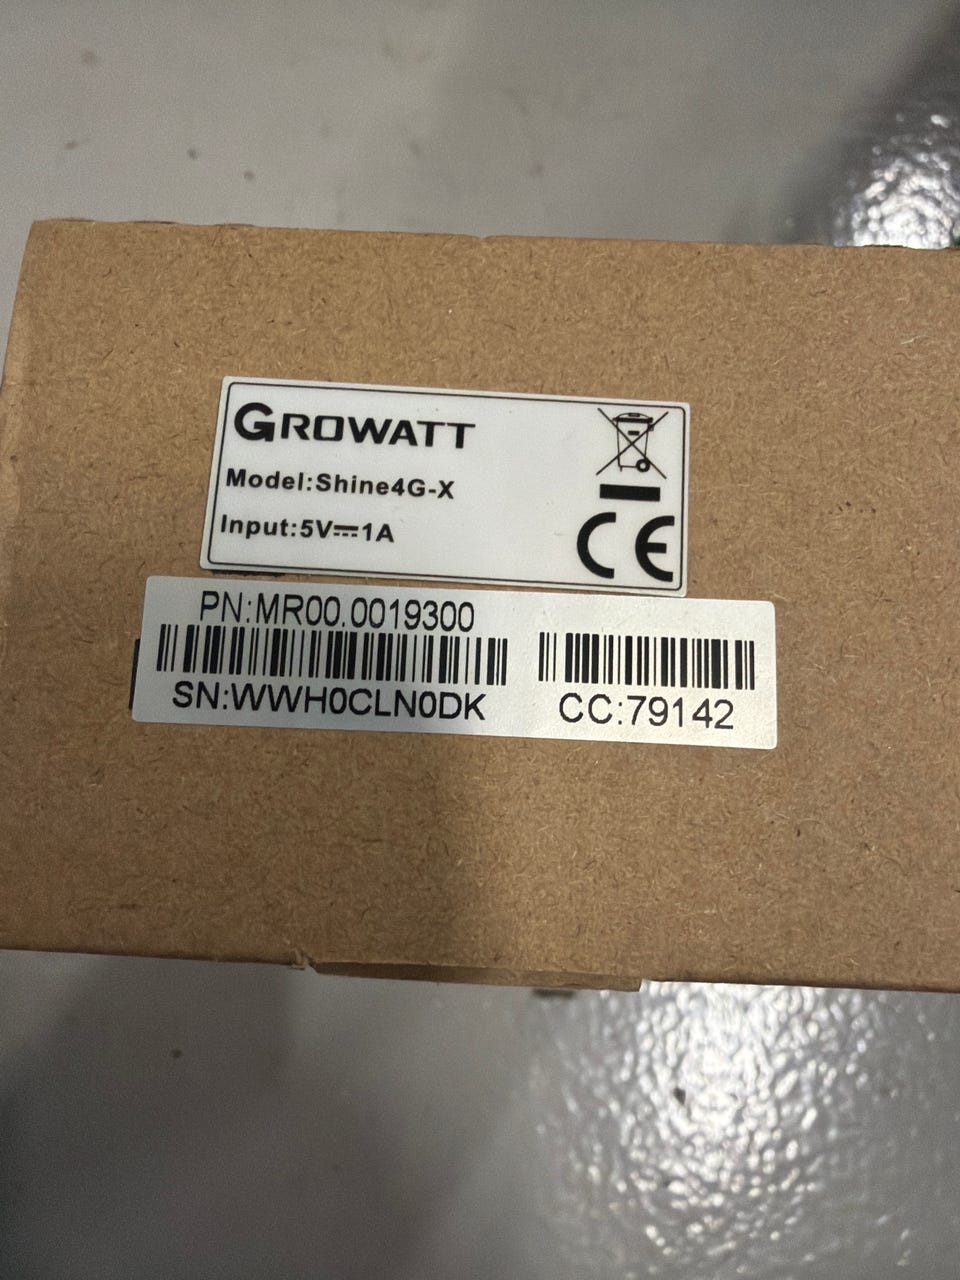 GROWATT
Model:Shine4G-X
Input:5V⎓1A
CE
PN:MR00.0019300
SN:WWH0CLN0DK
CC:79142